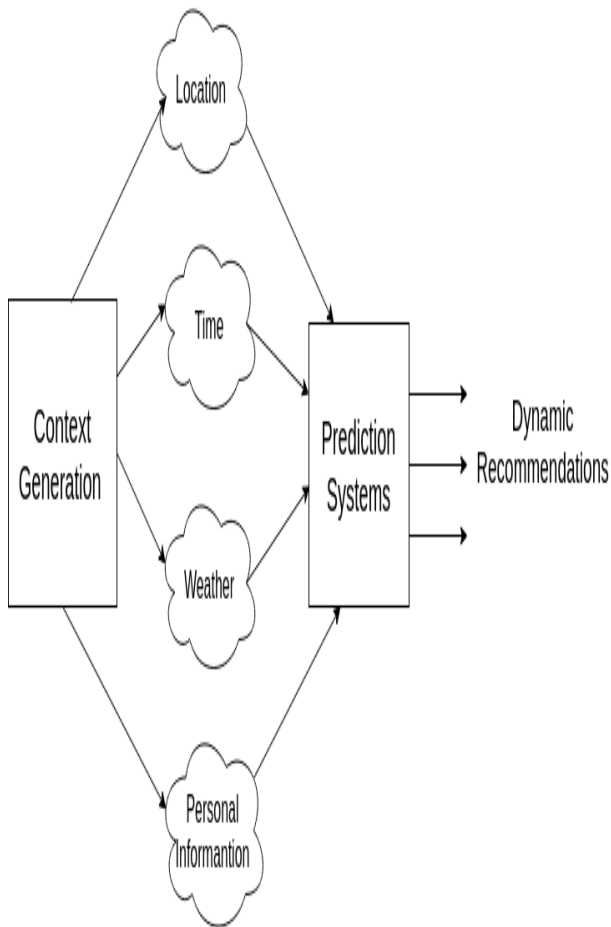 Location
Time
Context
Generation
Prediction
Systems
Dynamic
Recommendations
Weather
Personal
Informantion